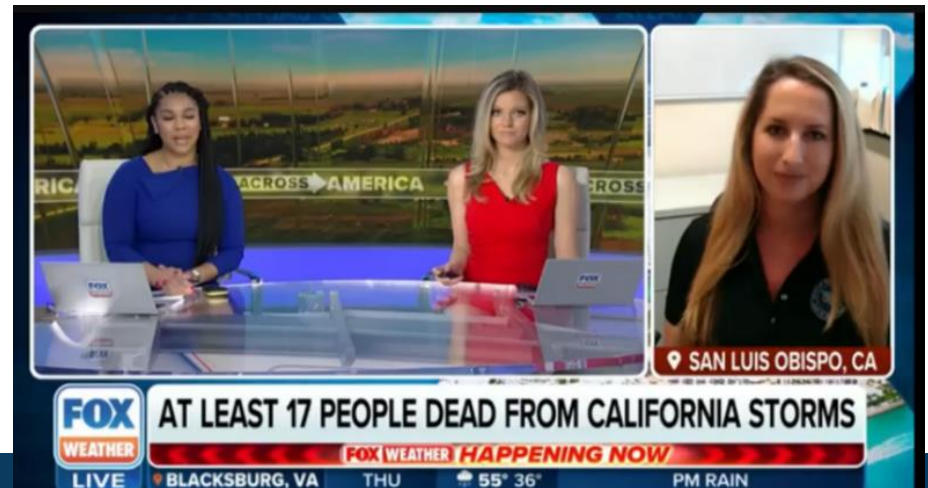 RICA
ACROSS AMERICA
CROSS
FOX
FOX
SAN LUIS OBISPO, CA
FOX
WEATHER
AT LEAST 17 PEOPLE DEAD FROM CALIFORNIA STORMS
FOX WEATHER HAPPENING NOW
LIVE
BLACKSBURG, VA THU 55° 36° PM RAIN